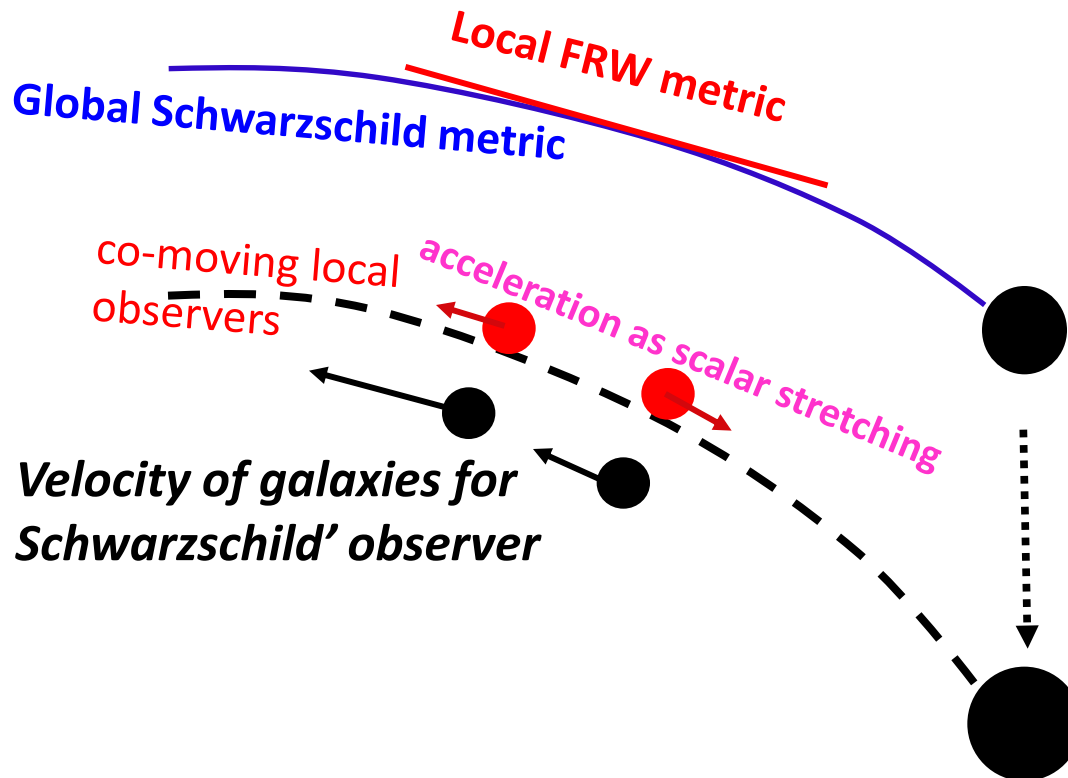 Local FRW metric
Global Schwarzschild metric
co-moving local
observers
acceleration as scalar stretching
Velocity of galaxies for
Schwarzschild’ observer